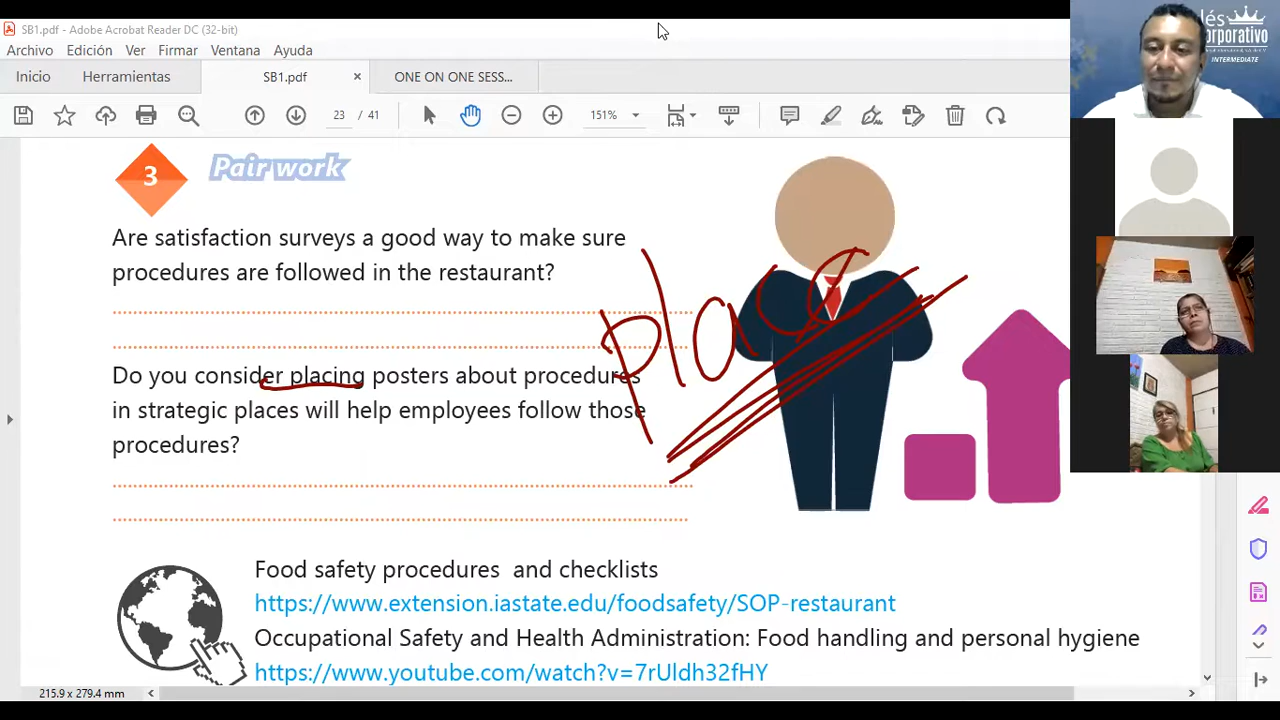 SB1.pdf - Adobe Acrobat Reader DC (32-bit)
Archivo Edición Ver Firmar Ventana Ayuda
Inicio Herramientas SB1.pdf × ONE ON ONE SESS...
23 / 41 151%
lés
orporativo
INTERMEDIATE
3 Pair work
Are satisfaction surveys a good way to make sure
procedures are followed in the restaurant?
place
Do you consider placing posters about procedures
in strategic places will help employees follow those
procedures?
Food safety procedures and checklists
https://www.extension.iastate.edu/foodsafety/SOP-restaurant
Occupational Safety and Health Administration: Food handling and personal hygiene
https://www.youtube.com/watch?v=7rUldh32fHY
215.9 x 279.4 mm